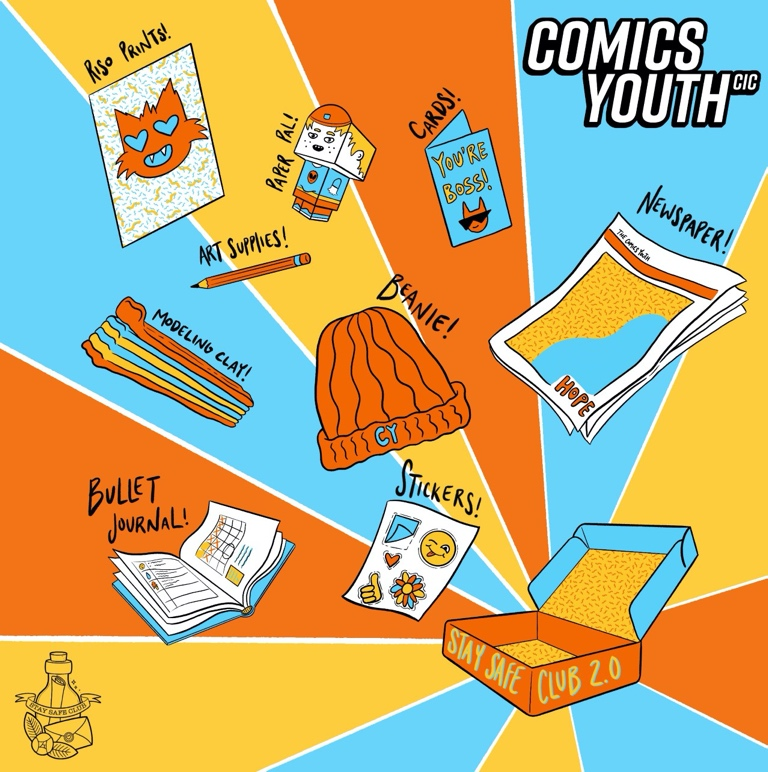 COMICS
YOUTH CIC
RISO PRINTS!
PAPER PAL!
CARDS!
YOU'RE
BOSS!
NEWSPAPER!
THE COMICS YOUTH
HOPE
ART SUPPLIES!
BEANIE!
CY
MODELING CLAY!
BULLET
JOURNAL!
STICKERS!
STAY SAFE CLUB 2.0
STAY SAFE CLUB